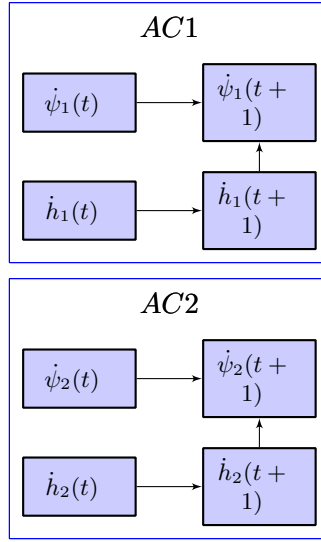 AC1
ψ̇₁(t)
ψ̇₁(t +
1)
ḣ₁(t)
ḣ₁(t +
1)
AC2
ψ̇₂(t)
ψ̇₂(t +
1)
ḣ₂(t)
ḣ₂(t +
1)